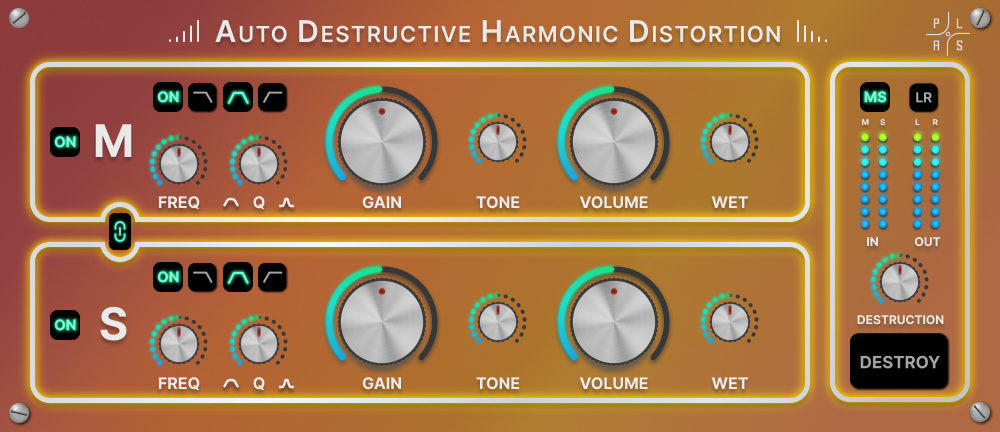 AUTO DESTRUCTIVE HARMONIC DISTORTION
P L
A S
ON
ON M
FREQ Q GAIN TONE VOLUME WET
ON
ON S
FREQ Q GAIN TONE VOLUME WET
MS LR
M S L R
IN OUT
DESTRUCTION
DESTROY